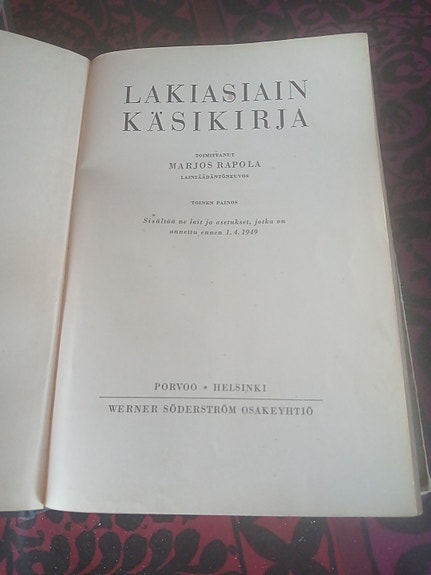 LAKIASIAIN
KÄSIKIRJA
TOIMITTANUT
MARJOS RAPOLA
LAINSÄÄDÄNTÖNEUVOS
TOINEN PAINOS
Sisältää ne lait ja asetukset, jotka on
annettu ennen 1.4.1949
PORVOO * HELSINKI
WERNER SÖDERSTRÖM OSAKEYHTIÖ